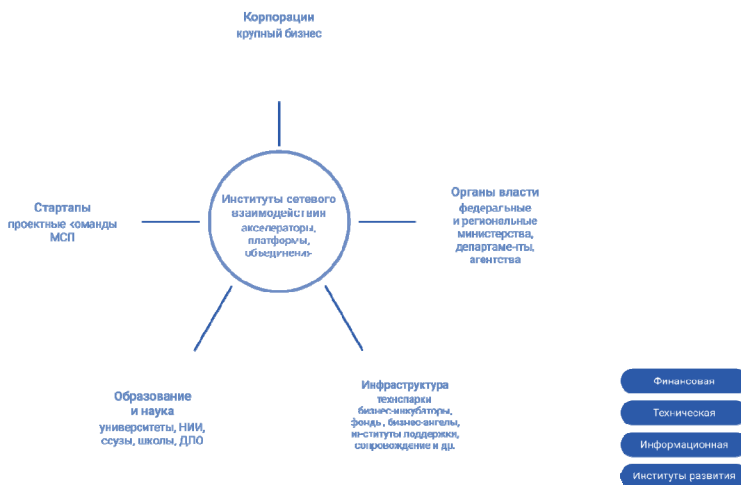 Корпорации
крупный бизнес
Институты сетевого
взаимодействия
акселераторы,
платформы,
объединения
Стартапы
проектные команды
МСП
Органы власти
федеральные
и региональные
министерства,
департаменты,
агентства
Образование
и наука
университеты, НИИ,
ссузы, школы, ДПО
Инфраструктура
технопарки
бизнес-инкубаторы,
фонды, бизнес-ангелы,
институты поддержки,
сопровождение и др.
Финансовая
Техническая
Информационная
Институты развития